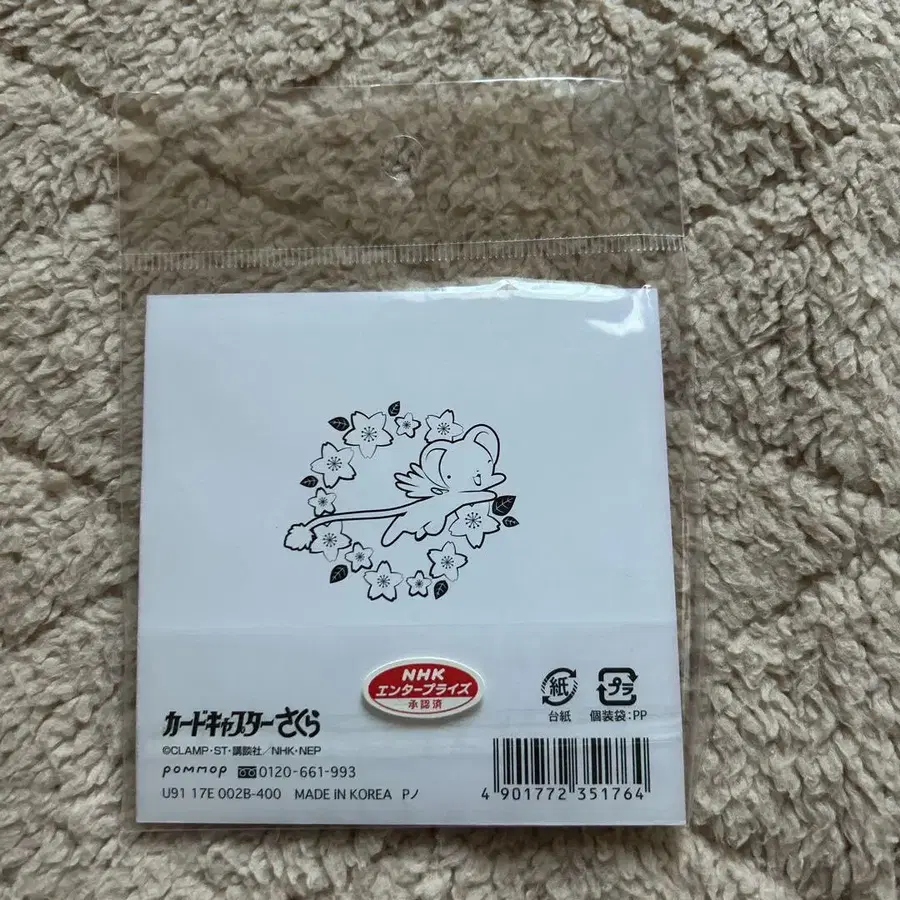 NHK
エンタープライズ
承認済
紙
台紙
プラ
個装袋:PP
カードキャプターさくら
©CLAMP・ST・講談社/NHK・NEP
pommop 0120-661-993
U91 17E 002B-400 MADE IN KOREA Pノ
4 901772 351764